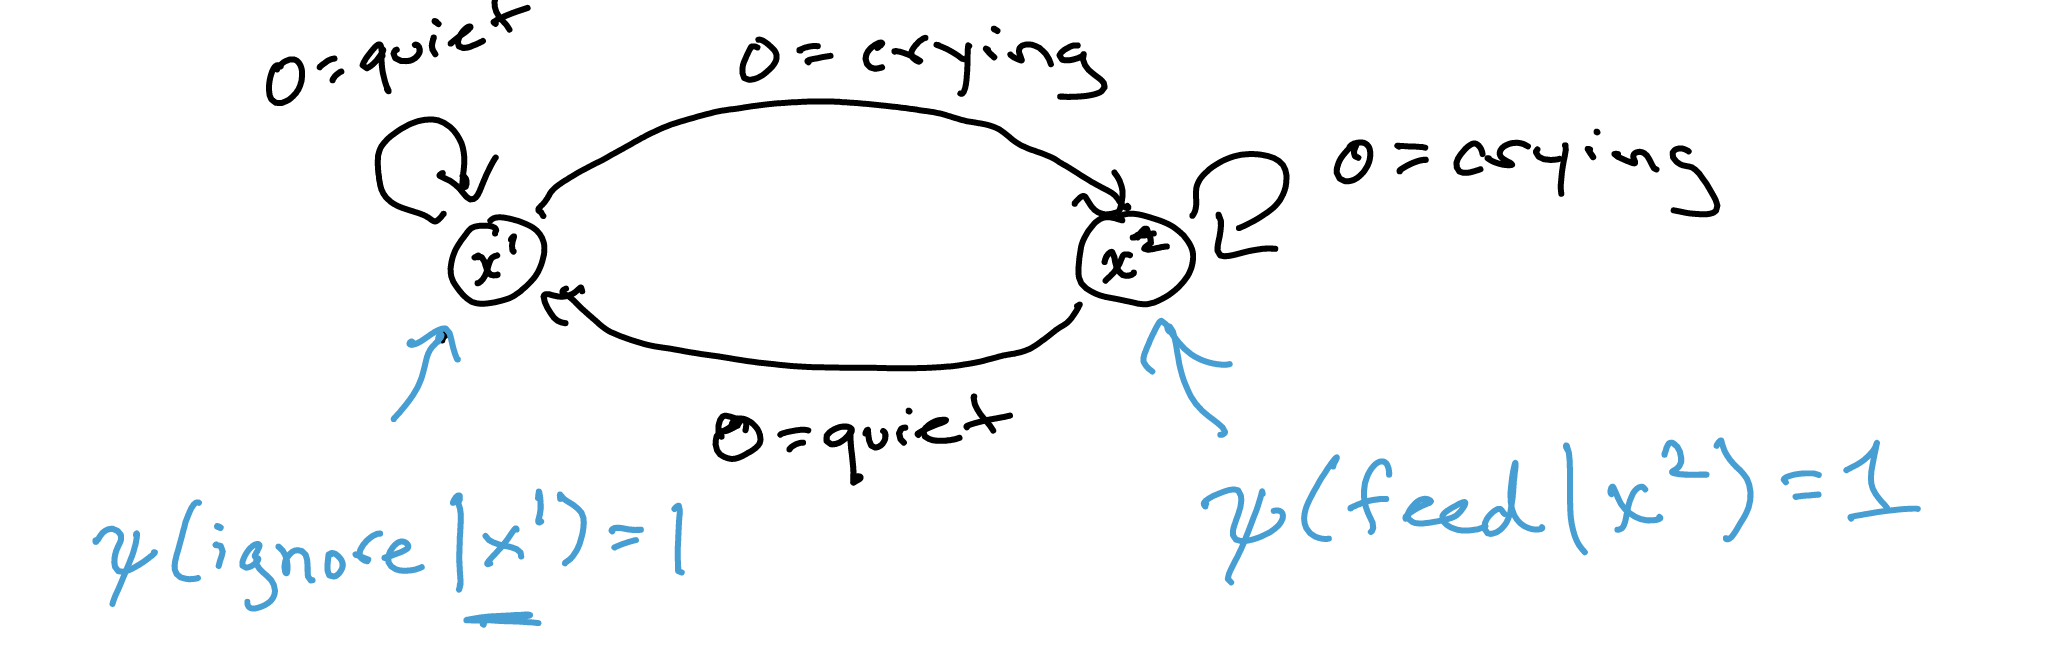 O=quiet
O=crying
O=crying
x¹
x²
O=quiet
ψ(ignore|x¹)=1
ψ(feed|x²)=1